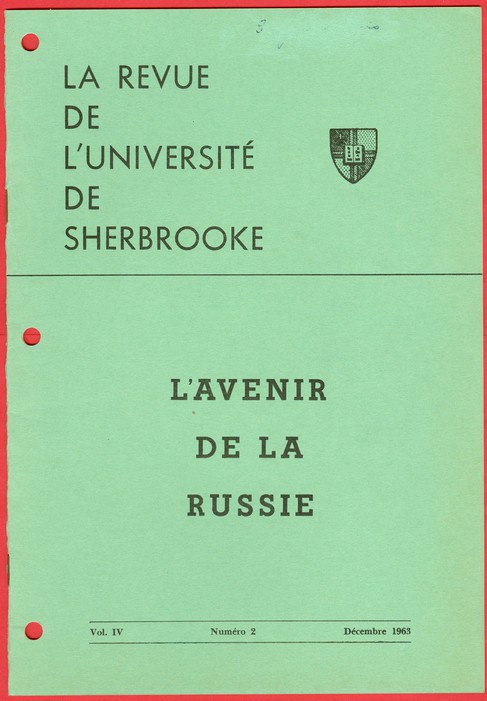 LA REVUE
DE
L'UNIVERSITÉ
DE
SHERBROOKE
L'AVENIR
DE LA
RUSSIE
Vol. IV Numéro 2 Décembre 1963